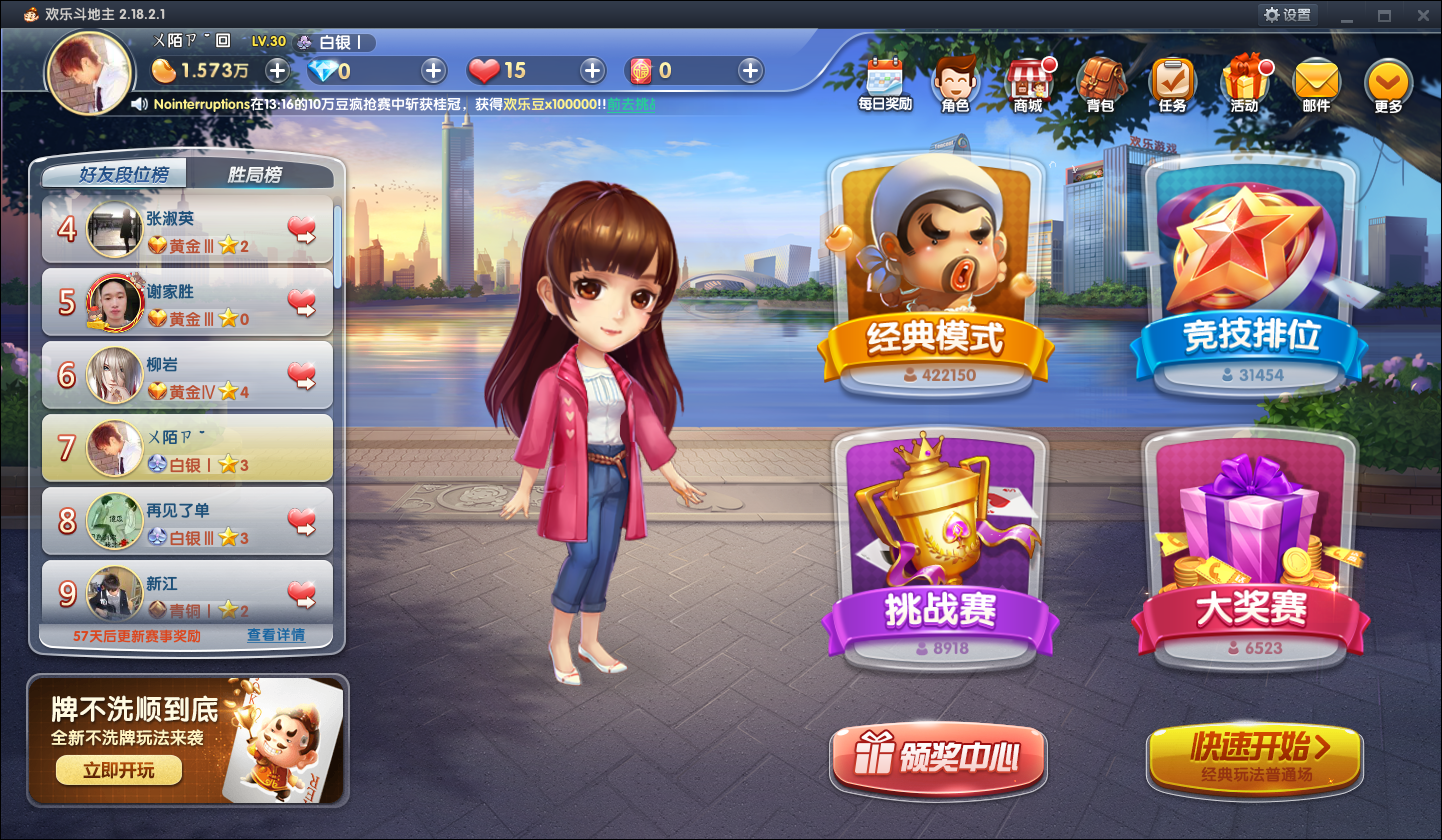 欢乐斗地主 2.18.2.1
设置
乂陌ㄗˉ回 LV.30 白银Ⅰ
1.573万
0
15
0
Nointerruptions在13:16的10万豆疯抢赛中斩获桂冠，获得欢乐豆x100000!!前去挑
每日奖励
角色
商城
背包
任务
活动
邮件
更多
欢乐游戏
好友段位榜
胜局榜
4
张淑英
黄金Ⅲ 2
5
谢家胜
黄金Ⅲ 0
6
柳岩
黄金Ⅳ 4
7
乂陌ㄗˉ
白银Ⅰ 3
8
再见了单
白银Ⅲ 3
9
新江
青铜Ⅰ 2
57天后更新赛事奖励
查看详情
经典模式
422150
竞技排位
31454
挑战赛
8918
大奖赛
6523
牌不洗顺到底
全新不洗牌玩法来袭
立即开玩
颁奖中心
快速开始>
经典玩法普通场